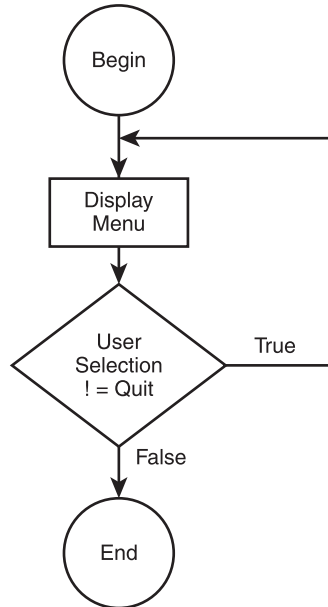 Begin
Display
Menu
User
Selection
! = Quit
True
False
End